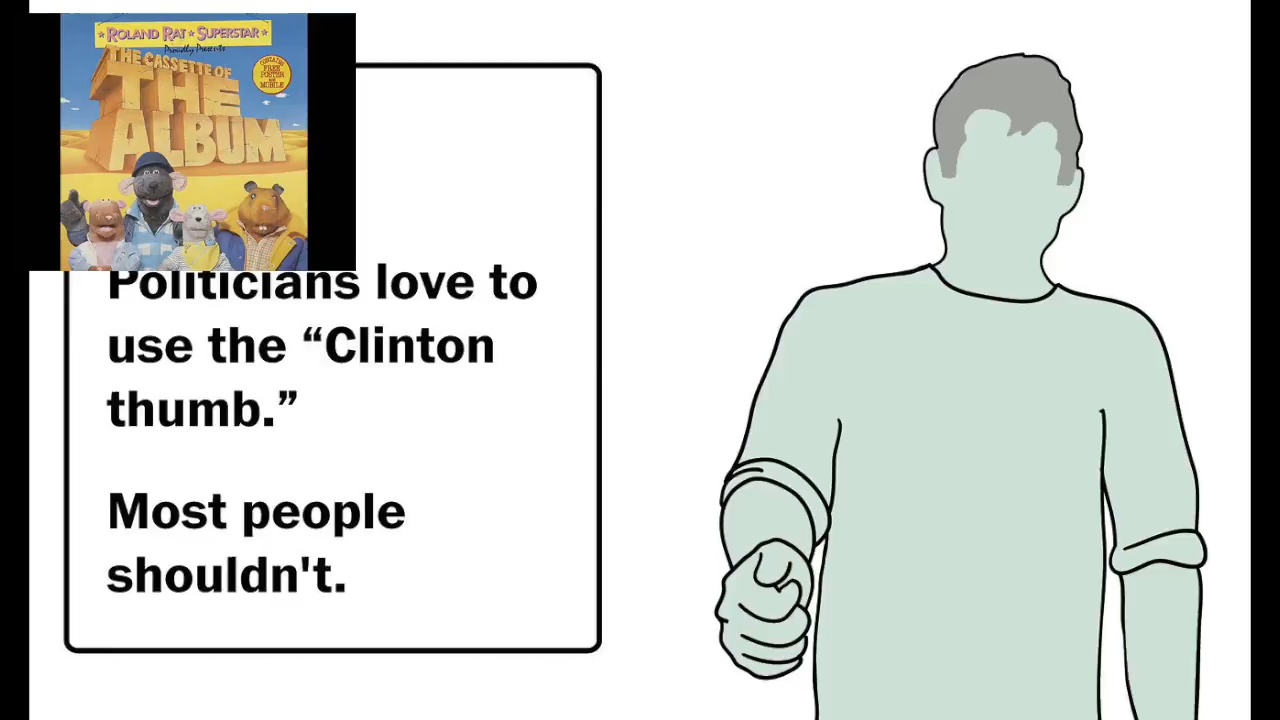 ★ ROLAND RAT ★ SUPERSTAR ★
Proudly Presents
THE CASSETTE OF
THE
ALBUM
CONTAINS
FREE
POSTER
AND
MOBILE
Politicians love to
use the “Clinton
thumb.”
Most people
shouldn't.